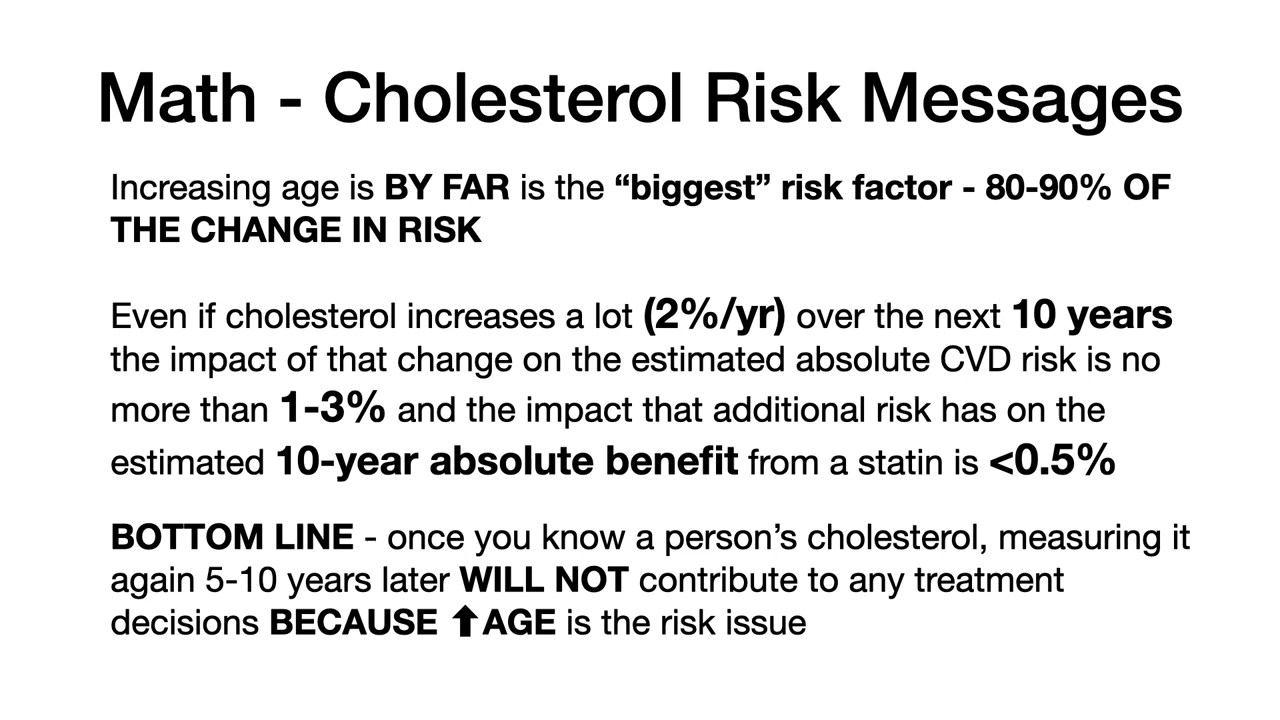 Math - Cholesterol Risk Messages
Increasing age is BY FAR is the “biggest” risk factor - 80-90% OF
THE CHANGE IN RISK
Even if cholesterol increases a lot (2%/yr) over the next 10 years
the impact of that change on the estimated absolute CVD risk is no
more than 1-3% and the impact that additional risk has on the
estimated 10-year absolute benefit from a statin is <0.5%
BOTTOM LINE - once you know a person’s cholesterol, measuring it
again 5-10 years later WILL NOT contribute to any treatment
decisions BECAUSE ⬆AGE is the risk issue